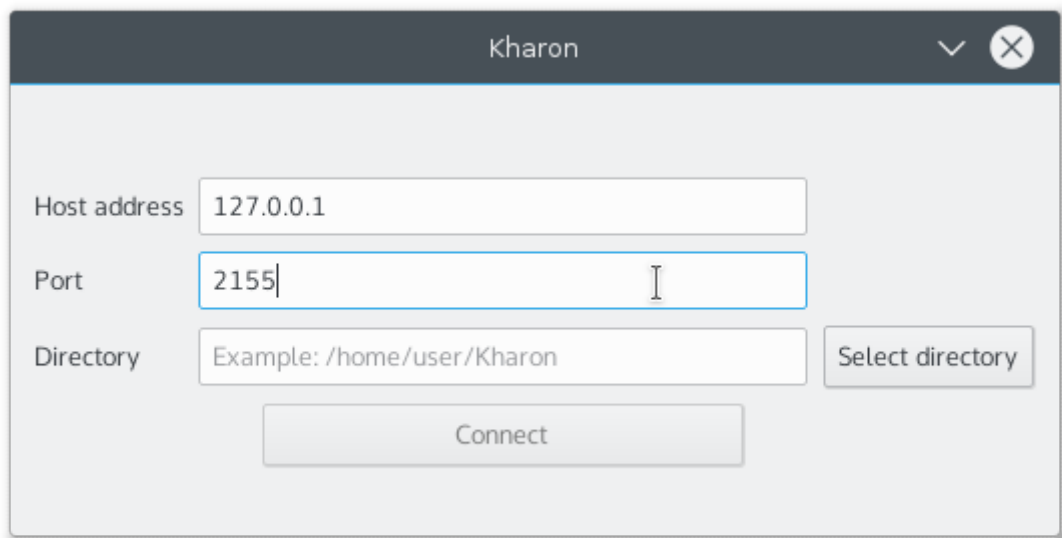 Kharon
Host address 127.0.0.1
Port 2155
Directory Example: /home/user/Kharon Select directory
Connect